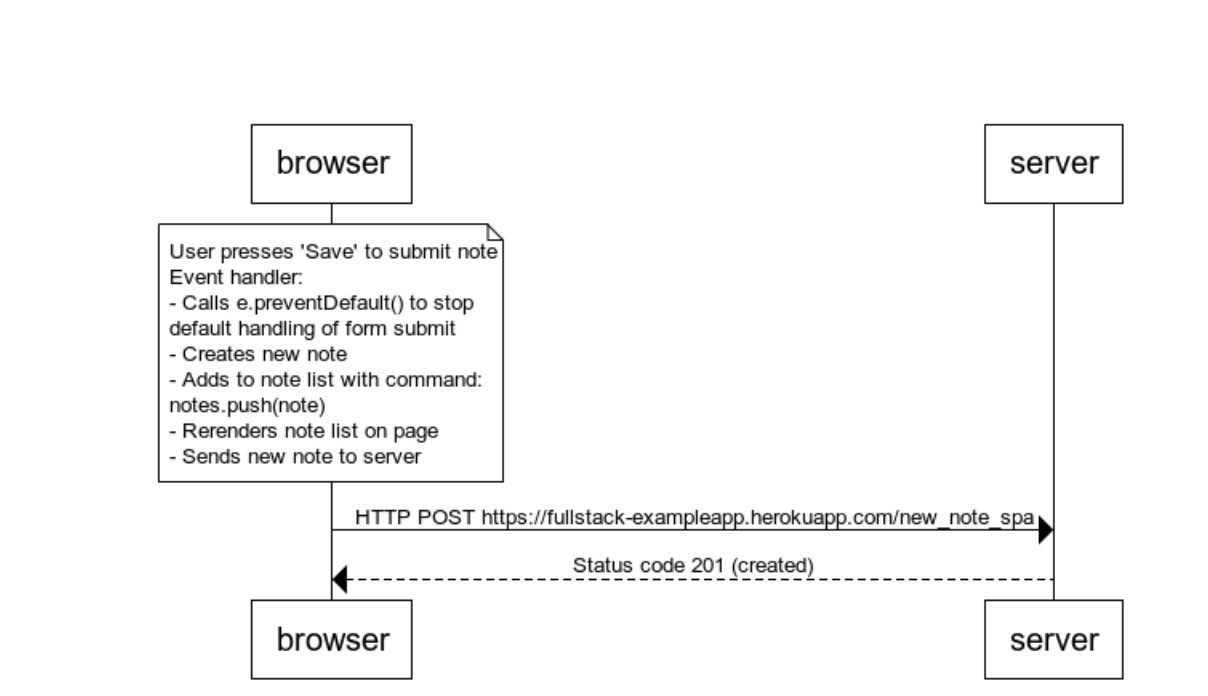 browser
server
User presses 'Save' to submit note
Event handler:
- Calls e.preventDefault() to stop
default handling of form submit
- Creates new note
- Adds to note list with command:
notes.push(note)
- Rerenders note list on page
- Sends new note to server
HTTP POST https://fullstack-exampleapp.herokuapp.com/new_note_spa
Status code 201 (created)
browser
server